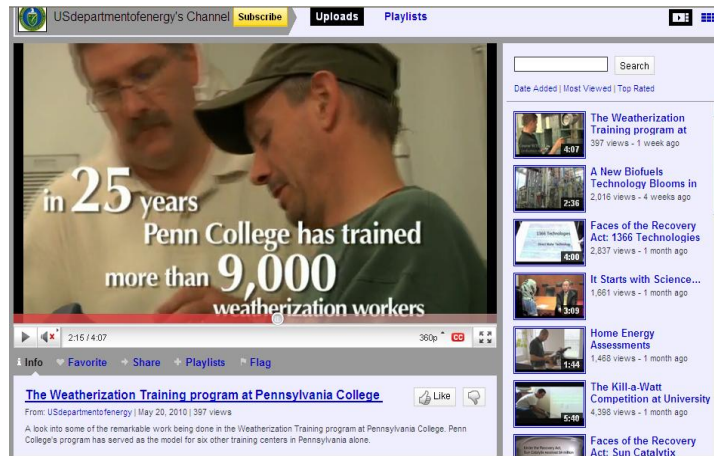 USdepartmentofenergy's Channel Subscribe Uploads Playlists
in 25 years
Penn College has trained
more than 9,000
weatherization workers
2:15 / 4:07 360p CC
Info Favorite Share Playlists Flag
The Weatherization Training program at Pennsylvania College Like
From: USdepartmentofenergy | May 20, 2010 | 397 views
A look into some of the remarkable work being done in the Weatherization Training program at Pennsylvania College. Penn
College's program has served as the model for six other training centers in Pennsylvania alone.
Search
Date Added | Most Viewed | Top Rated
The Weatherization
Training program at
397 views - 1 week ago
4:07
A New Biofuels
Technology Blooms in
2,016 views - 4 weeks ago
2:36
1366 Technologies
Faces of the Recovery
Act: 1366 Technologies
2,837 views - 1 month ago
4:00
It Starts with Science...
1,661 views - 1 month ago
3:09
Home Energy
Assessments
1,468 views - 1 month ago
1:44
The Kill-a-Watt
Competition at University
4,398 views - 1 month ago
5:40
Faces of the Recovery
Act: Sun Catalytix